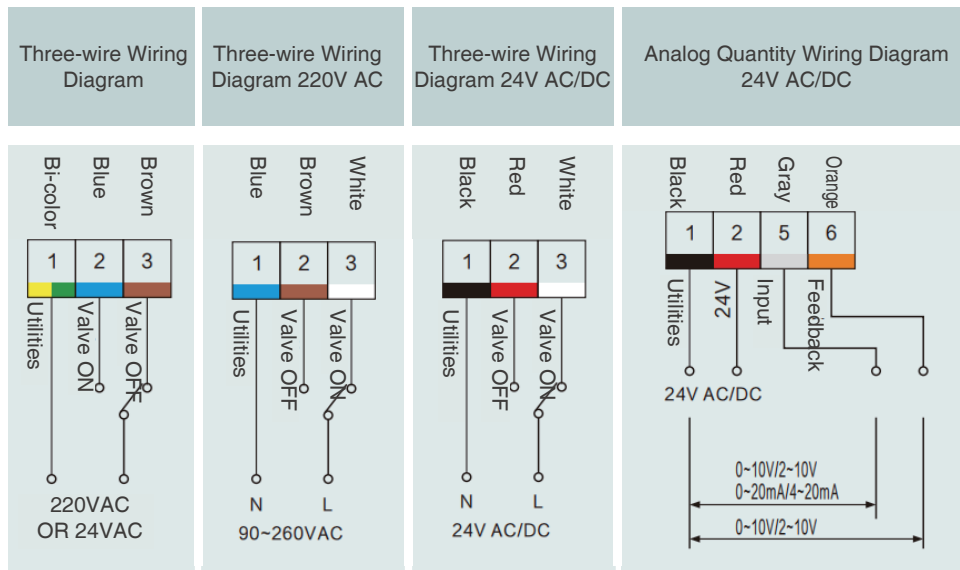 Three-wire Wiring
Diagram
Three-wire Wiring
Diagram 220V AC
Three-wire Wiring
Diagram 24V AC/DC
Analog Quantity Wiring Diagram
24V AC/DC
Bi-color
Blue
Brown
1
2
3
Utilities
Valve ON
Valve OFF
220VAC
OR 24VAC
Blue
Brown
White
1
2
3
Utilities
Valve OFF
Valve ON
N
L
90~260VAC
Black
Red
White
1
2
3
Utilities
Valve OFF
Valve ON
N
L
24V AC/DC
Black
Red
Gray
Orange
1
2
5
6
Utilities
24V
Input
Feedback
24V AC/DC
0~10V/2~10V
0~20mA/4~20mA
0~10V/2~10V